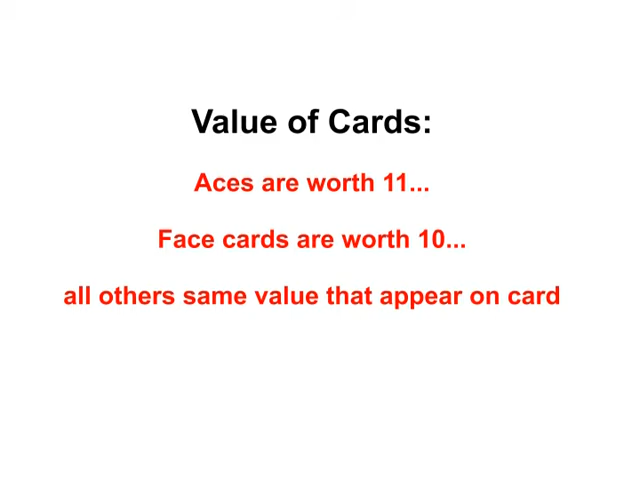 Value of Cards:
Aces are worth 11...
Face cards are worth 10...
all others same value that appear on card